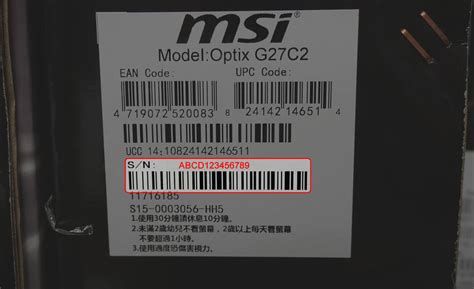 msi
Model:Optix G27C2
EAN Code: UPC Code:
4 719072 520083 8 24142 14651 4
UCC 14:10824142146511
S/N: ABCD123456789
11716185
S15-0003056-HH5
1.使用30分鐘請休息10分鐘。
2.未滿2歲幼兒不看螢幕，2歲以上每天看螢幕
不要超過1小時。
3.使用過度恐傷害視力。